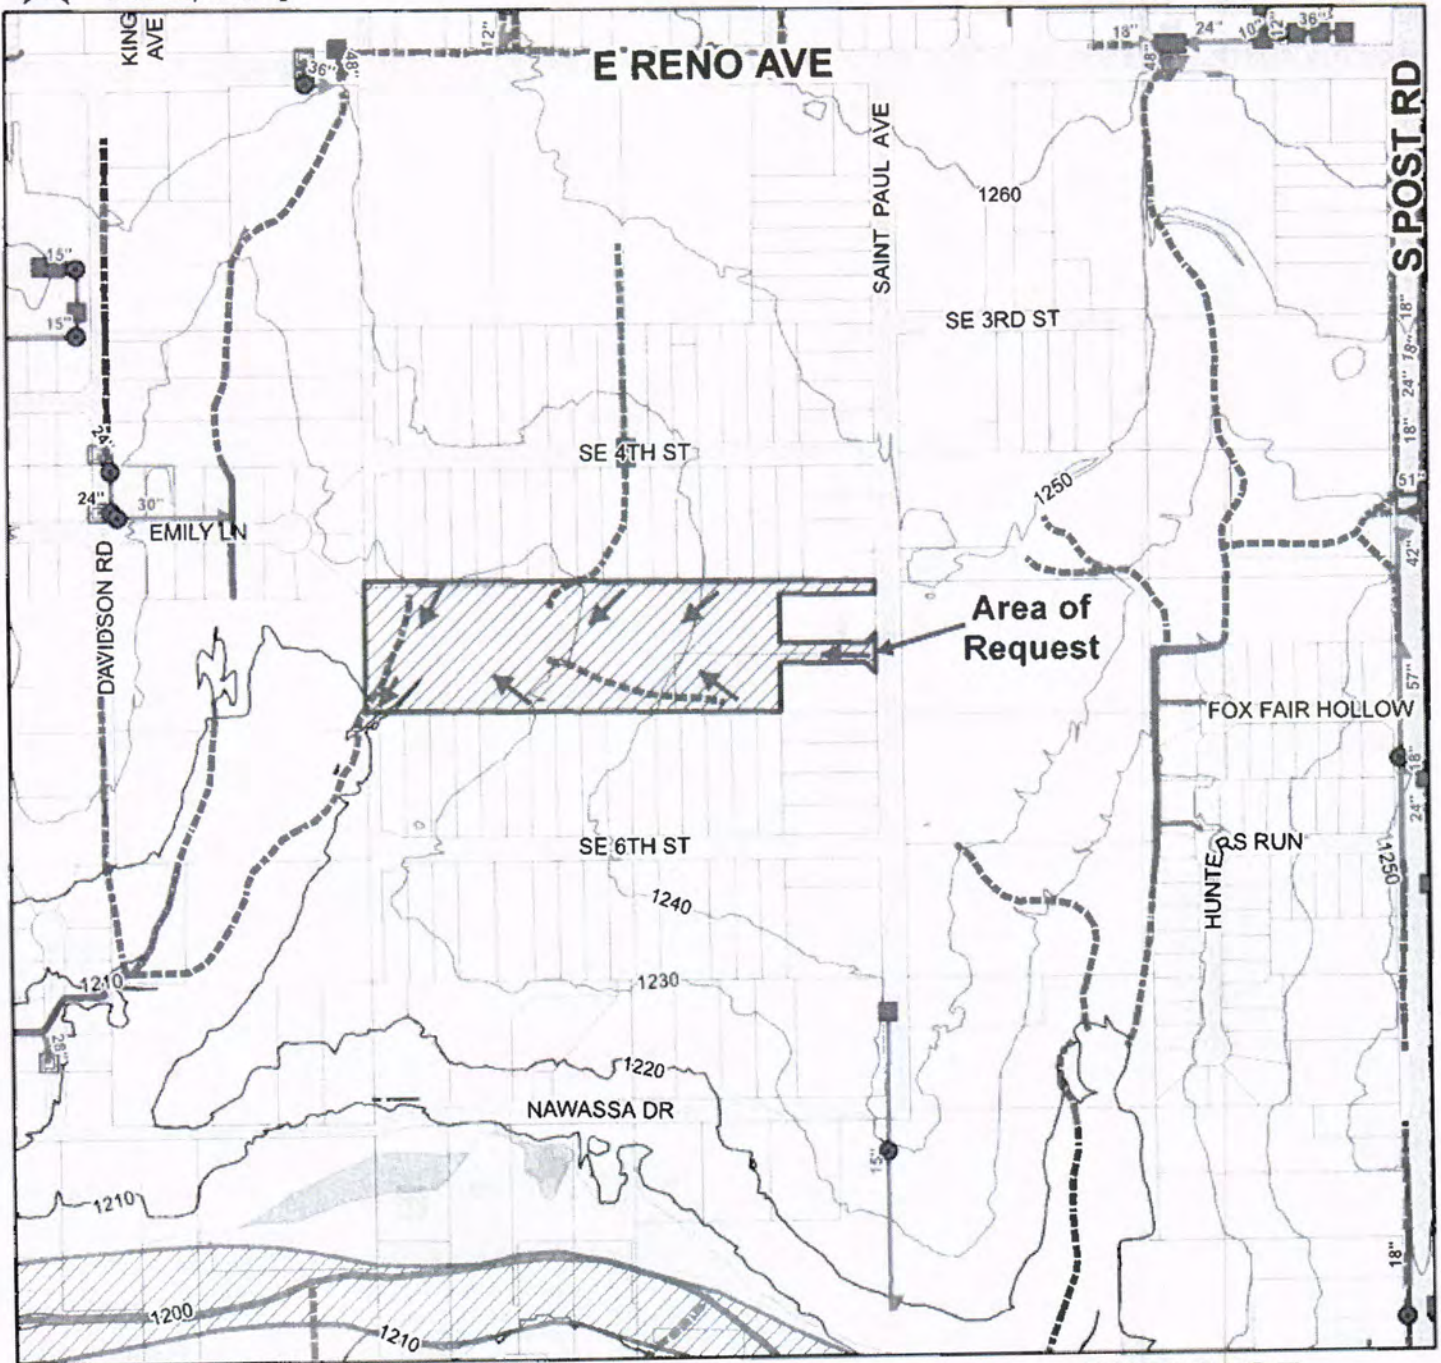 KING
AVE
12"
18"
24"
10"
12"
36"
36"
48"
E RENO AVE
48"
S POST RD
SAINT PAUL AVE
1260
15"
15"
SE 3RD ST
18"
18"
24"
18"
SE 4TH ST
24"
1250
51"
24"
30"
EMILY LN
DAVIDSON RD
42"
Area of
Request
57"
FOX FAIR HOLLOW
18"
24"
SE 6TH ST
HUNTERS RUN
1250
1240
1230
1210
1220
NAWASSA DR
15"
1210
18"
1200
1210